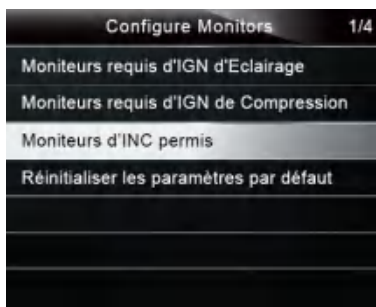 Configure Monitors 1/4
Moniteurs requis d'IGN d'Eclairage
Moniteurs requis d'IGN de Compression
Moniteurs d'INC permis
Réinitialiser les paramètres par défaut